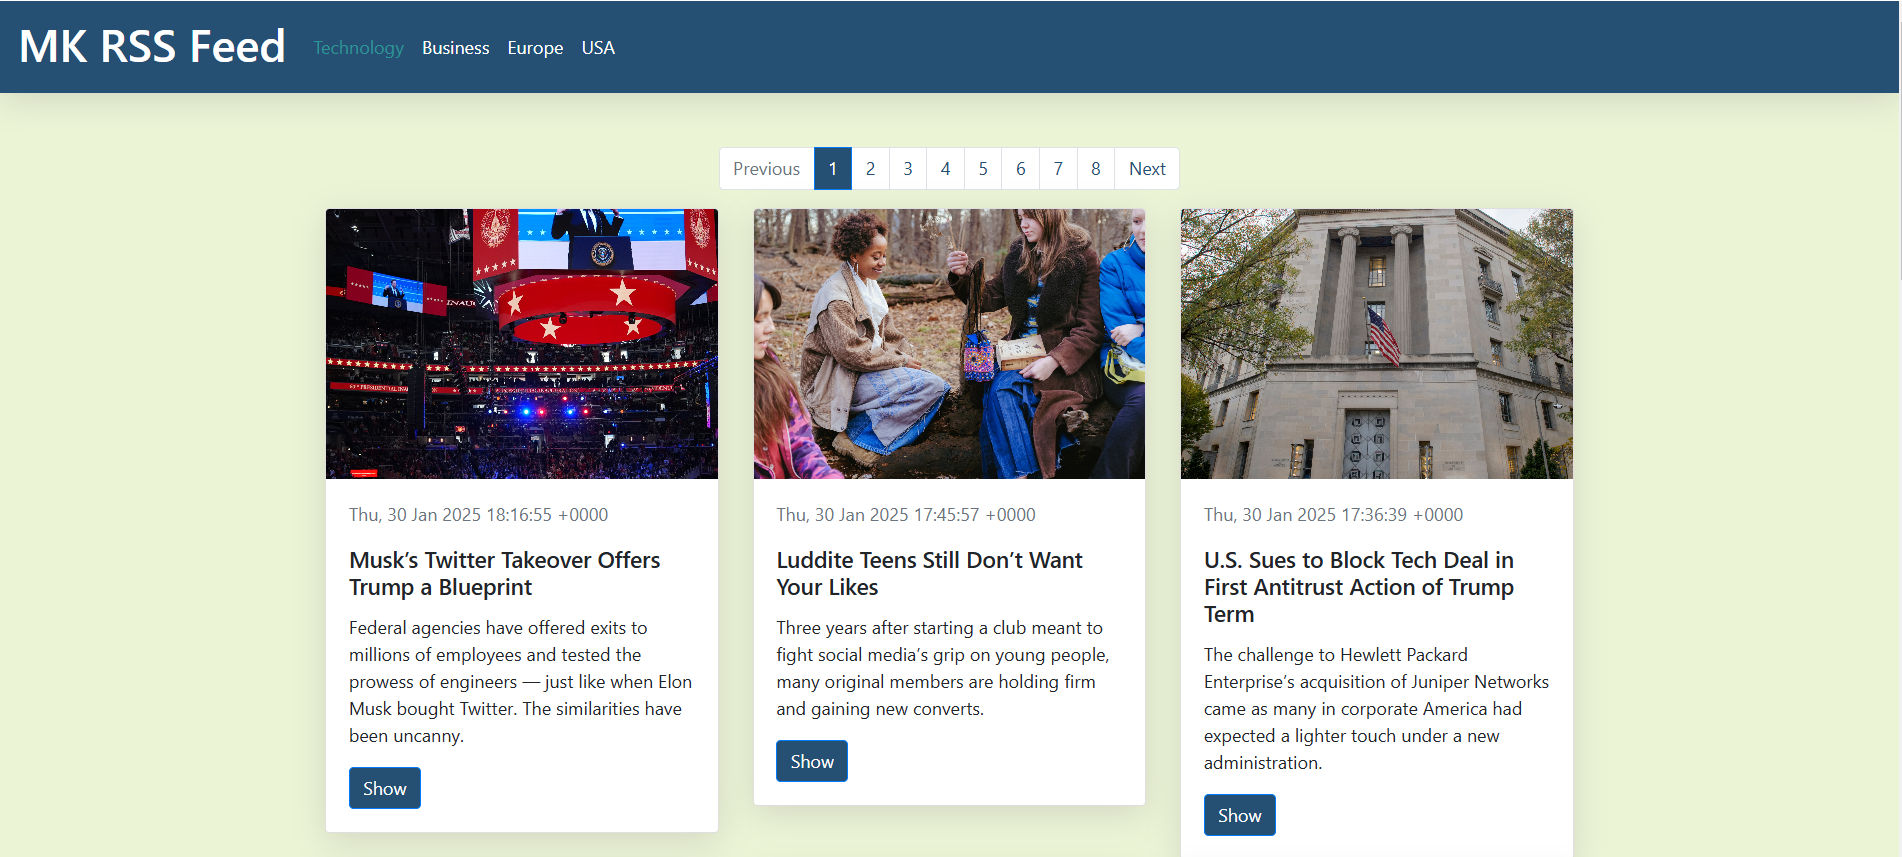 MK RSS Feed Technology Business Europe USA
Previous 1 2 3 4 5 6 7 8 Next
Thu, 30 Jan 2025 18:16:55 +0000
Musk’s Twitter Takeover Offers
Trump a Blueprint
Federal agencies have offered exits to
millions of employees and tested the
prowess of engineers — just like when Elon
Musk bought Twitter. The similarities have
been uncanny.
Show
Thu, 30 Jan 2025 17:45:57 +0000
Luddite Teens Still Don’t Want
Your Likes
Three years after starting a club meant to
fight social media’s grip on young people,
many original members are holding firm
and gaining new converts.
Show
Thu, 30 Jan 2025 17:36:39 +0000
U.S. Sues to Block Tech Deal in
First Antitrust Action of Trump
Term
The challenge to Hewlett Packard
Enterprise’s acquisition of Juniper Networks
came as many in corporate America had
expected a lighter touch under a new
administration.
Show